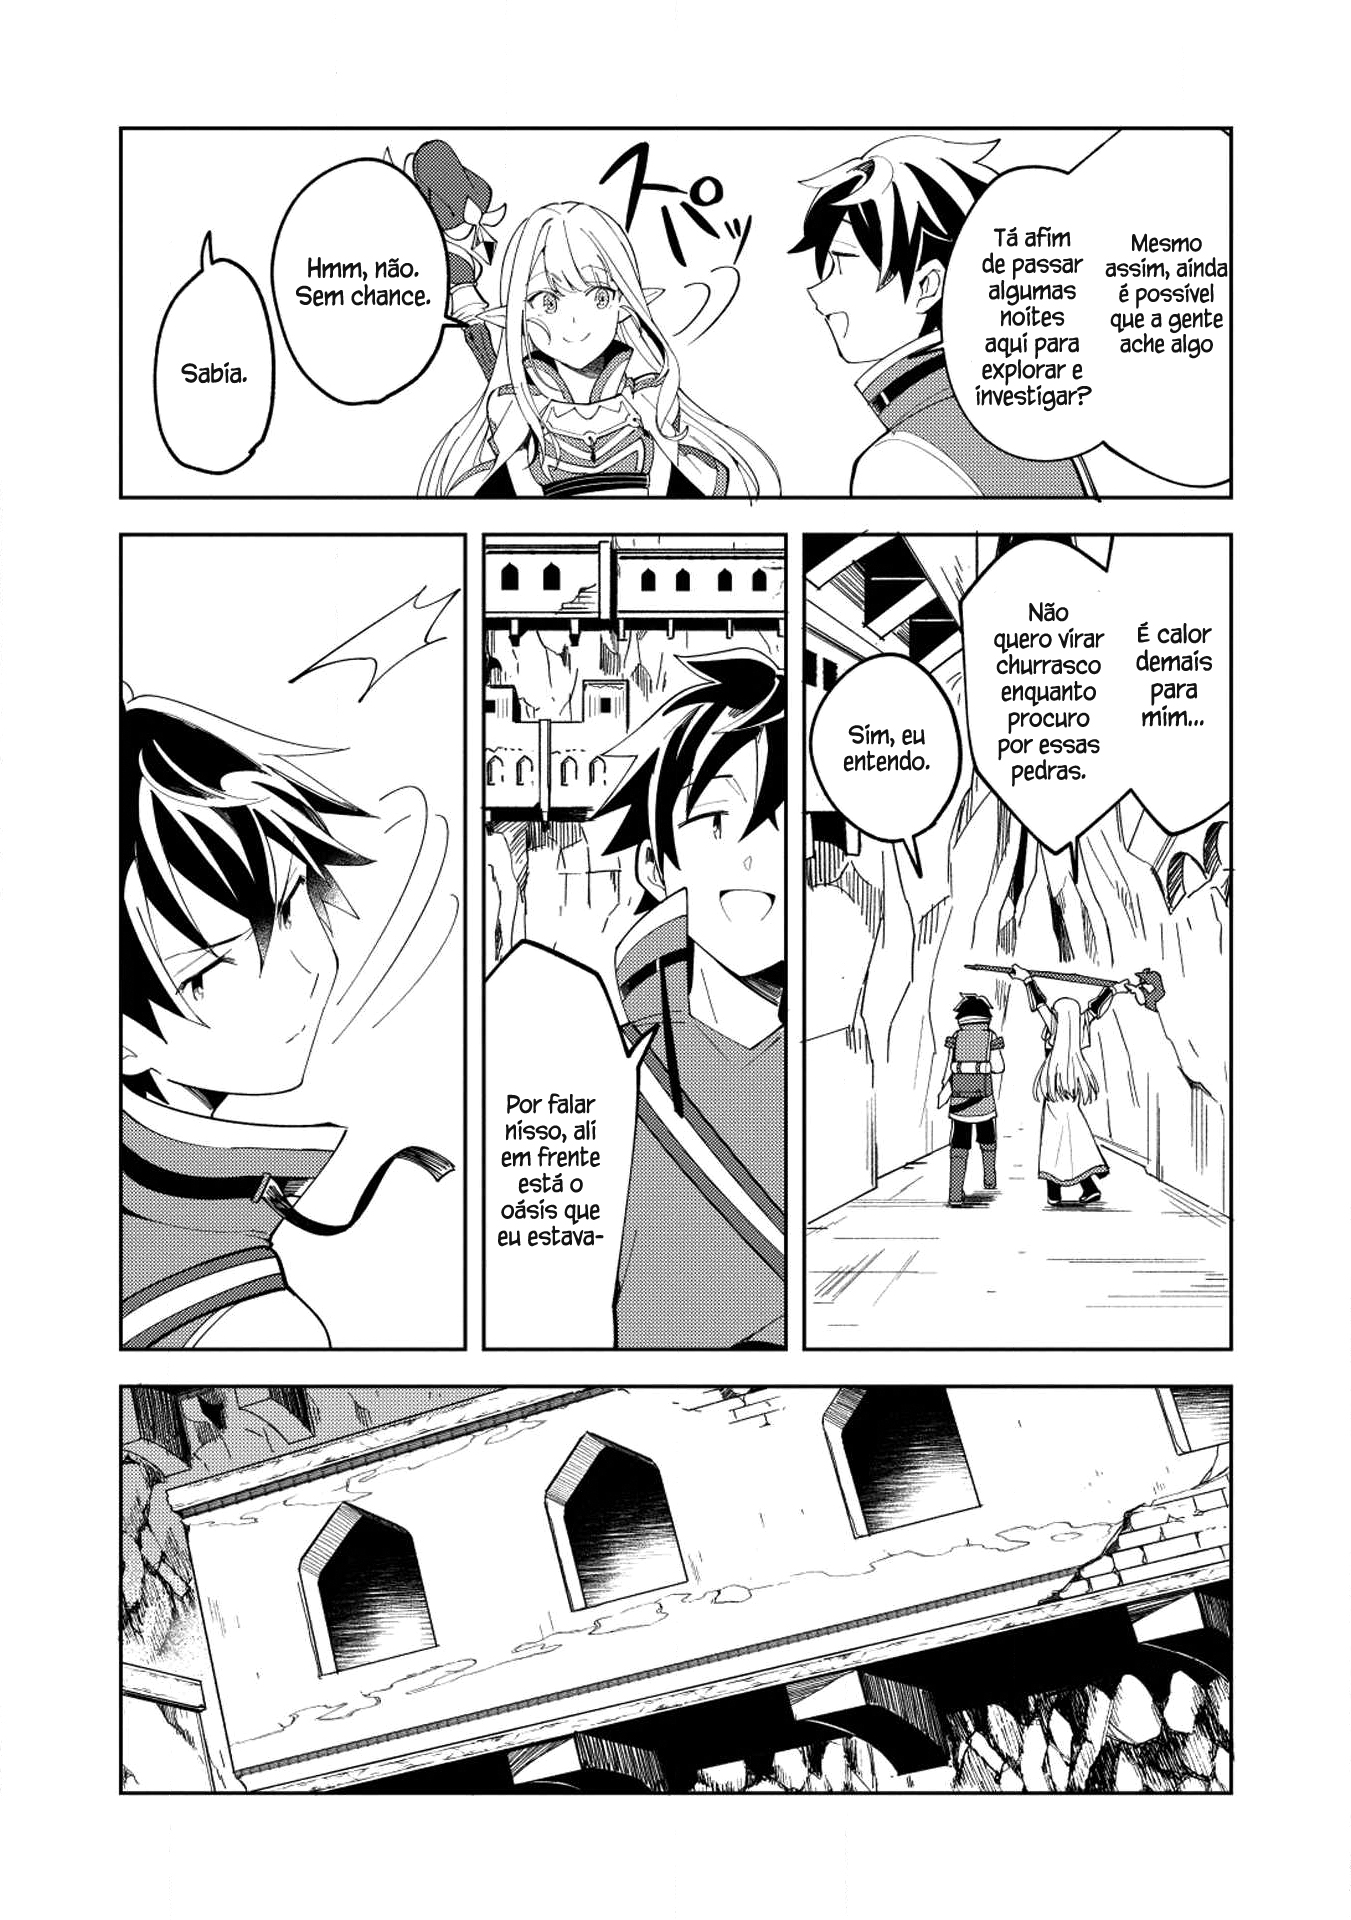 Mesmo
assim, ainda
é possível
que a gente
ache algo
Tá afim
de passar
algumas
noites
aqui para
explorar e
investigar?
スパッ
Hmm, não.
Sem chance.
Sabia.
É calor
demais
para
mim...
Não
quero virar
churrasco
enquanto
procuro
por essas
pedras.
Sim, eu
entendo.
Por falar
nisso, ali
em frente
está o
oásis que
eu estava-